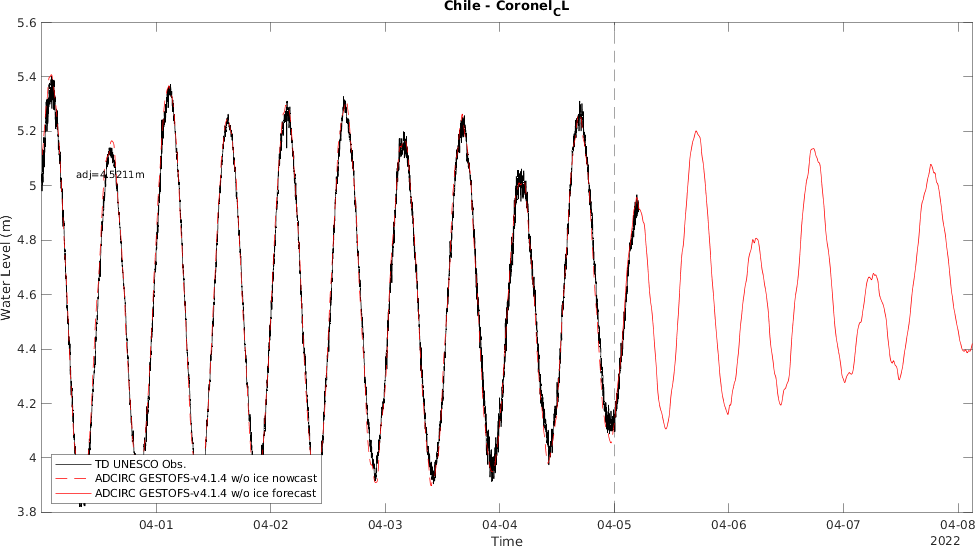 Chile - Coronel_CL
5.6
5.4
5.2
5
4.8
4.6
4.4
4.2
4
3.8
Water Level (m)
adj=4.5211m
TD UNESCO Obs.
ADCIRC GESTOFS-v4.1.4 w/o ice nowcast
ADCIRC GESTOFS-v4.1.4 w/o ice forecast
04-01 04-02 04-03 04-04 04-05 04-06 04-07 04-08
Time 2022